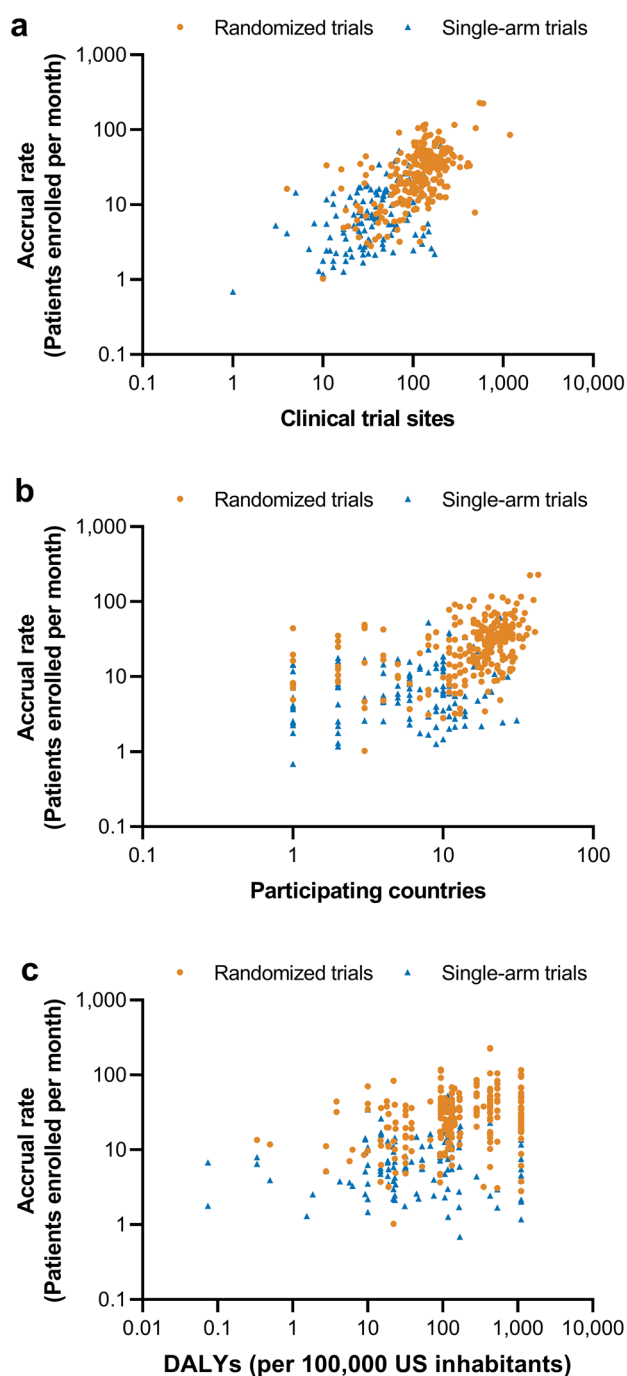 a
Randomized trials
Single-arm trials
1,000
100
10
1
0.1
Accrual rate
(Patients enrolled per month)
0.1
1
10
100
1,000
10,000
Clinical trial sites
b
Randomized trials
Single-arm trials
1,000
100
10
1
0.1
Accrual rate
(Patients enrolled per month)
0.1
1
10
100
Participating countries
c
Randomized trials
Single-arm trials
1,000
100
10
1
0.1
Accrual rate
(Patients enrolled per month)
0.01
0.1
1
10
100
1,000
10,000
DALYs (per 100,000 US inhabitants)